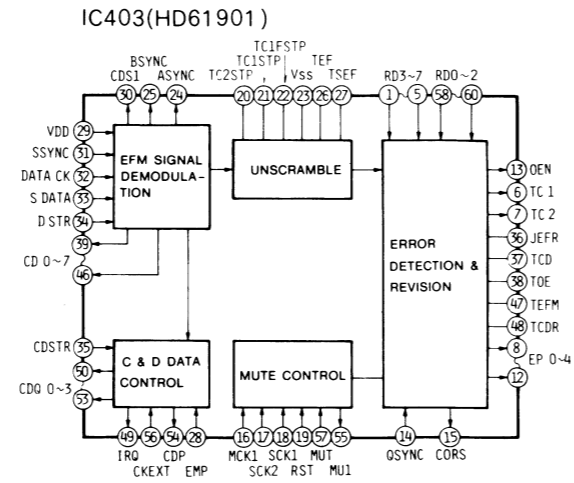 IC403(HD61901)
TC1FSTP
BSYNC TC1STP TEF
CDS1 ASYNC TC2STP Vss TSEF RD3~7 RD0~2
30 25 24 20 21 22 23 26 27 1 5 58 60
VDD 29
SSYNC 31
DATA CK 32
S DATA 33
D STR 34
39
CD 0~7
46
EFM SIGNAL
DEMODULA-
TION
UNSCRAMBLE
ERROR
DETECTION &
REVISION
13 OEN
6 TC 1
7 TC 2
36 JEFR
37 TCD
38 TOE
47 TEFM
48 TCDR
8
EP 0~4
12
CDSTR 35
50
CDQ 0~3
53
C & D DATA
CONTROL
MUTE CONTROL
49 56 54 28 16 17 18 19 57 55 14 15
IRQ CDP MCK1 SCK1 MUT QSYNC CORS
CKEXT EMP SCK2 RST MU1